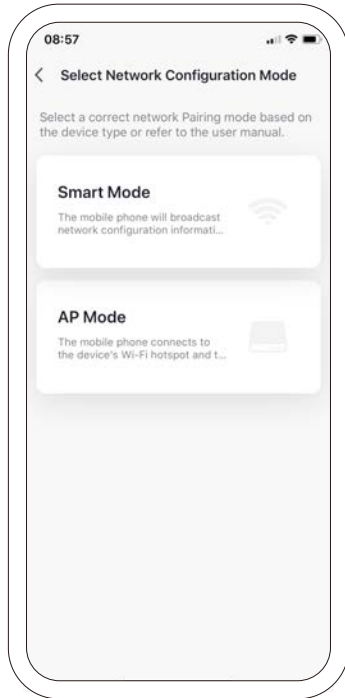 08:57
Select Network Configuration Mode
Select a correct network Pairing mode based on
the device type or refer to the user manual.
Smart Mode
The mobile phone will broadcast
network configuration informati...
AP Mode
The mobile phone connects to
the device's Wi-Fi hotspot and t...